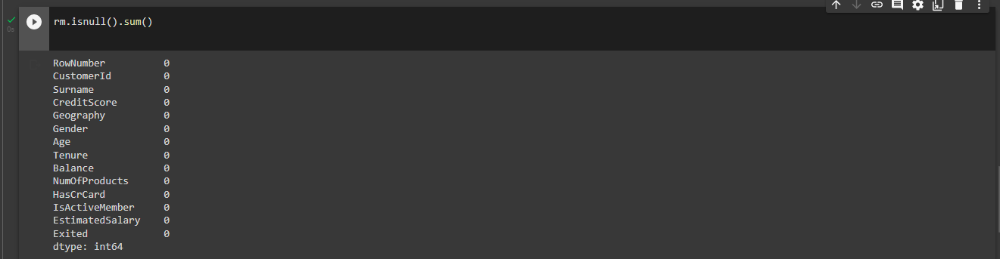 rm.isnull().sum()
0s
RowNumber 0
CustomerId 0
Surname 0
CreditScore 0
Geography 0
Gender 0
Age 0
Tenure 0
Balance 0
NumOfProducts 0
HasCrCard 0
IsActiveMember 0
EstimatedSalary 0
Exited 0
dtype: int64